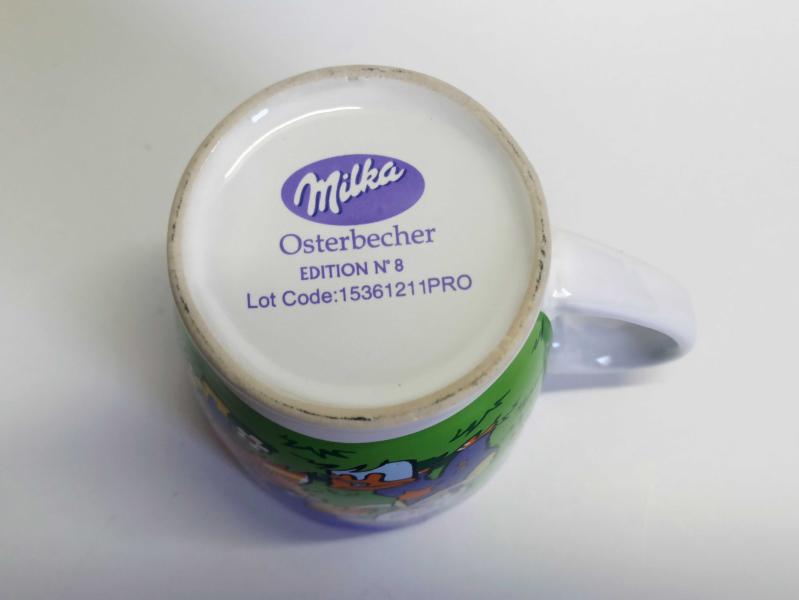 Milka
Osterbecher
EDITION N° 8
Lot Code:15361211PRO